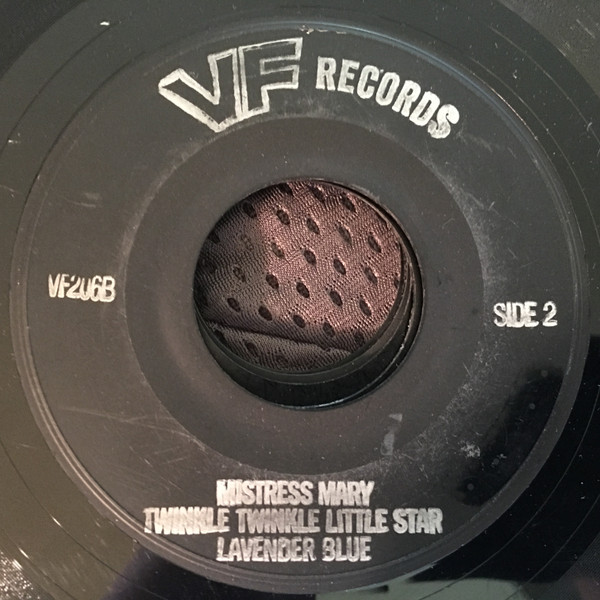 VF RECORDS
VF206B
SIDE 2
MISTRESS MARY
TWINKLE TWINKLE LITTLE STAR
LAVENDER BLUE